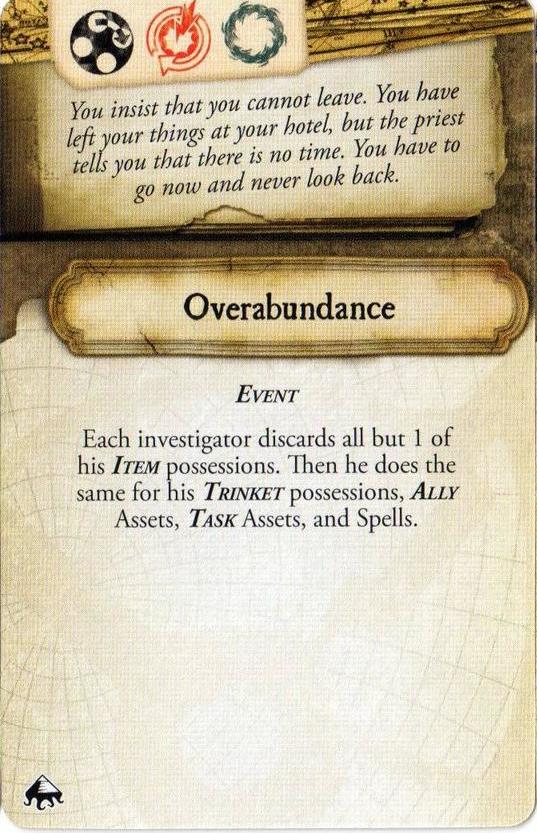 You insist that you cannot leave. You have
left your things at your hotel, but the priest
tells you that there is no time. You have to
go now and never look back.
Overabundance
EVENT
Each investigator discards all but 1 of
his ITEM possessions. Then he does the
same for his TRINKET possessions, ALLY
Assets, TASK Assets, and Spells.